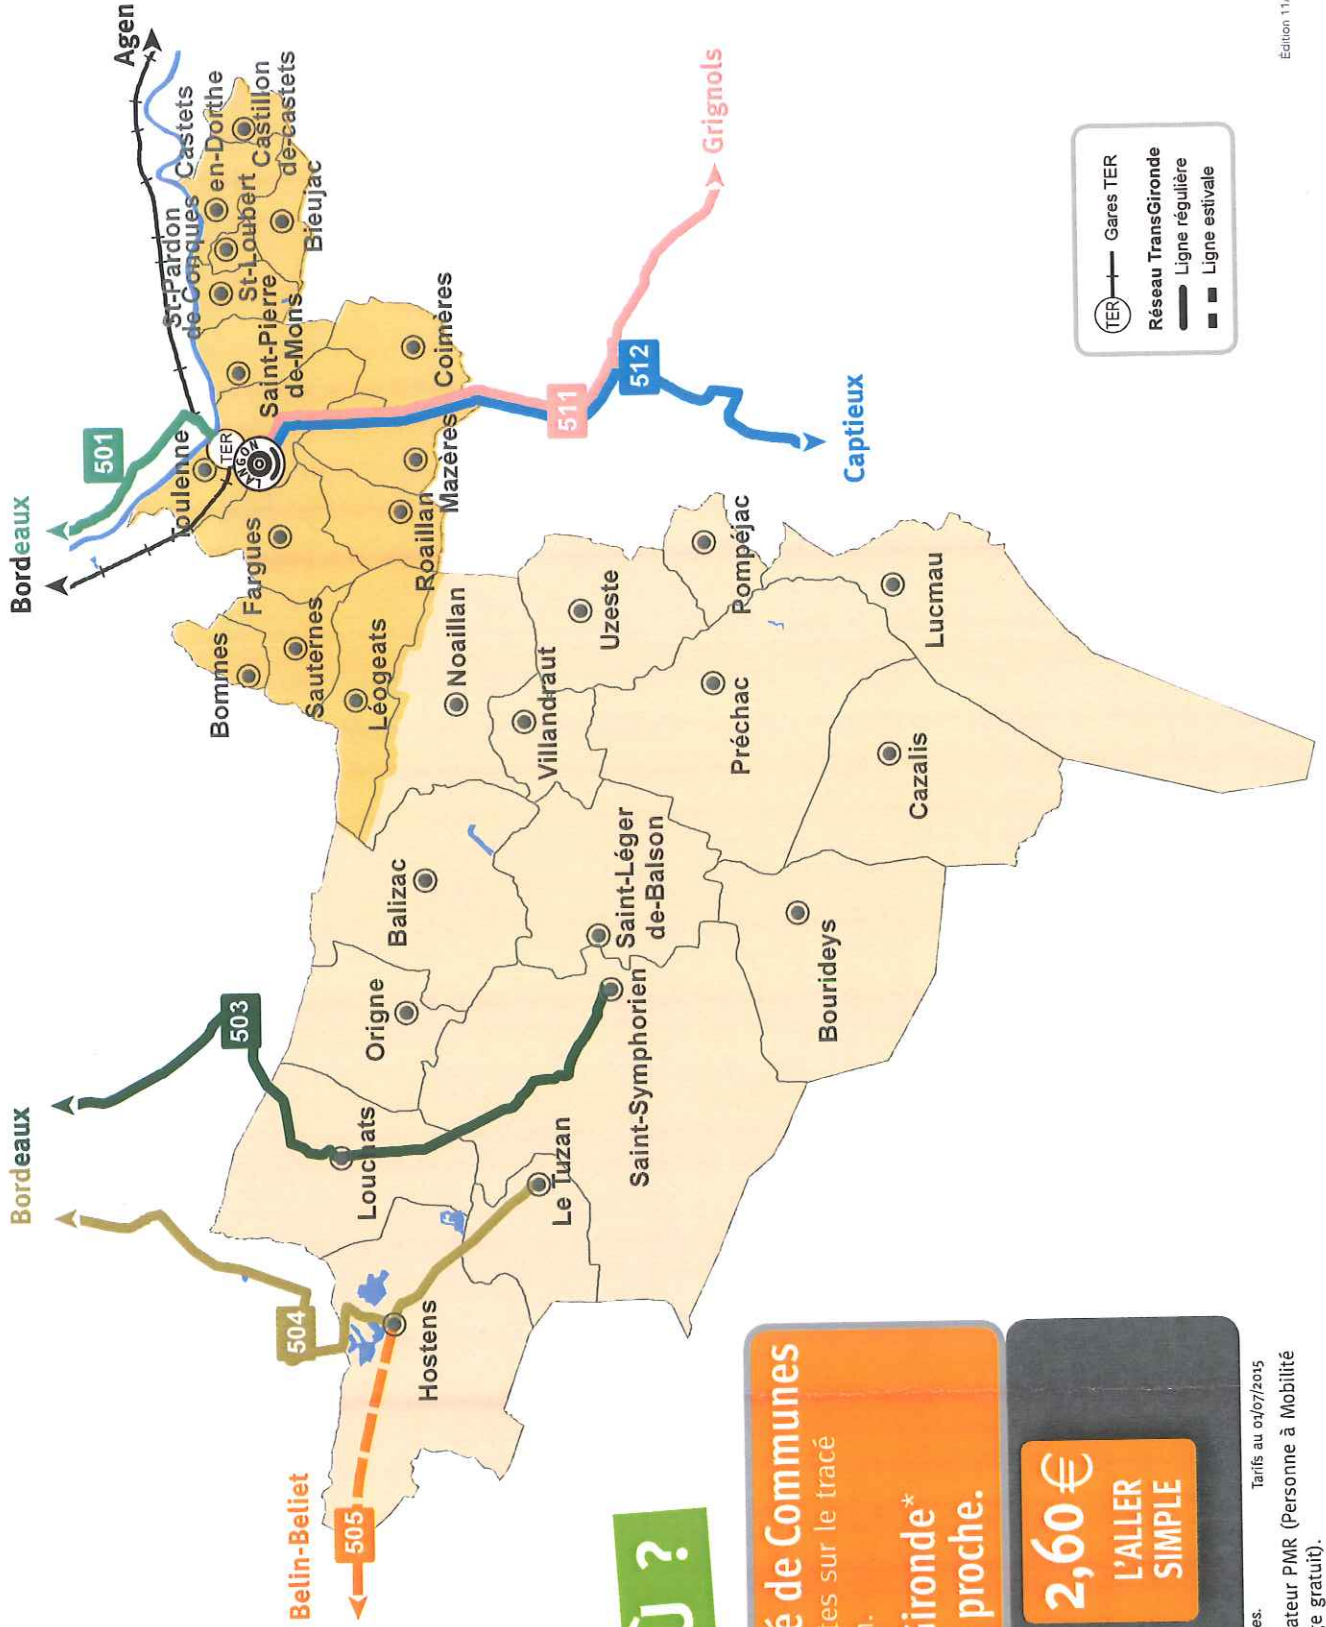 Bordeaux
Bordeaux
Agen
Belin-Beliet
505
504
503
501
Hostens
Louchats
Origne
Balizac
Le Tuzan
Saint-Symphorien
Saint-Léger
de-Balson
Bourideys
Cazalis
Préchac
Lucmau
Pompéjac
Uzeste
Villandraut
Noaillan
Léogeats
Sauternes
Bommes
Fargues
Roaillan
Mazères
Coimères
Toulenne
TER
LANGON
Saint-Pierre
de-Mons
St-Pardon
de-Conques
St-Loubert
Castets
en-Dorthe
Castillon
de-castets
Bieujac
511
512
Grignols
Captieux
TER
Gares TER
Réseau TransGironde
Ligne régulière
Ligne estivale
Édition 11/
Ù ?
é de Communes
tes sur le tracé
n.
ironde*
proche.
2,60 €
L'ALLER
SIMPLE
es.
Tarifs au 01/07/2015
ateur PMR (Personne à Mobilité
e gratuit).